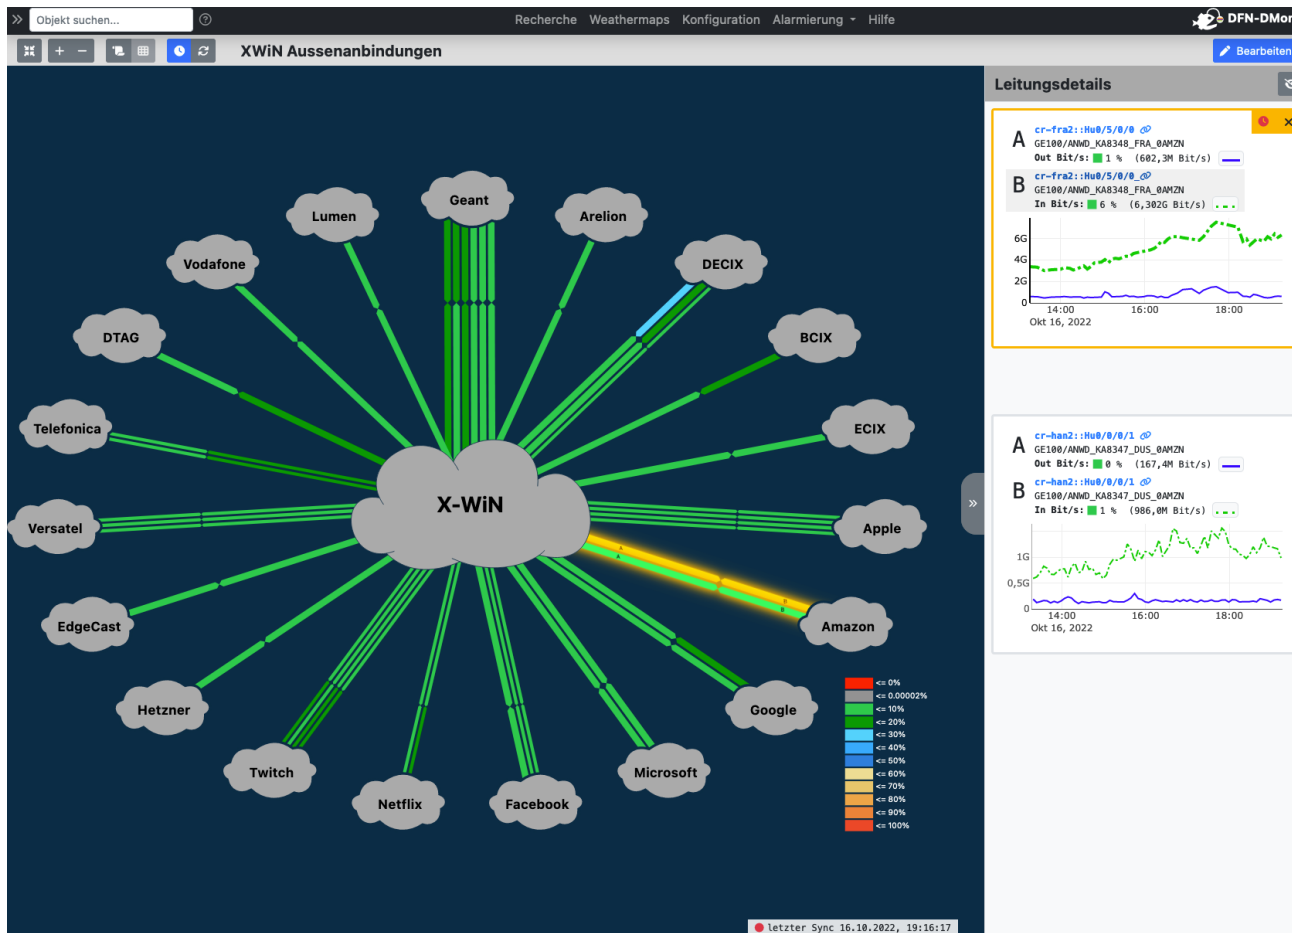 Objekt suchen...
Recherche Weathermaps Konfiguration Alarmierung Hilfe
DFN-DMon
XWiN Aussenanbindungen
Bearbeiten
Leitungsdetails
Geant
Lumen
Arelion
Vodafone
DECIX
DTAG
BCIX
Telefonica
ECIX
X-WiN
Versatel
Apple
A
A
B
B
EdgeCast
Amazon
Hetzner
Google
Twitch
Microsoft
Netflix
Facebook
<= 0%
<= 0.00002%
<= 10%
<= 20%
<= 30%
<= 40%
<= 50%
<= 60%
<= 70%
<= 80%
<= 90%
<= 100%
letzter Sync 16.10.2022, 19:16:17
A
cr-fra2::Hu0/5/0/0
GE100/ANWD_KA8348_FRA_0AMZN
Out Bit/s: 1 % (602,3M Bit/s)
B
cr-fra2::Hu0/5/0/0
GE100/ANWD_KA8348_FRA_0AMZN
In Bit/s: 6 % (6,302G Bit/s)
6G
4G
2G
0
14:00 16:00 18:00
Okt 16, 2022
A
cr-han2::Hu0/0/0/1
GE100/ANWD_KA8347_DUS_0AMZN
Out Bit/s: 0 % (167,4M Bit/s)
B
cr-han2::Hu0/0/0/1
GE100/ANWD_KA8347_DUS_0AMZN
In Bit/s: 1 % (986,0M Bit/s)
1G
0,5G
0
14:00 16:00 18:00
Okt 16, 2022